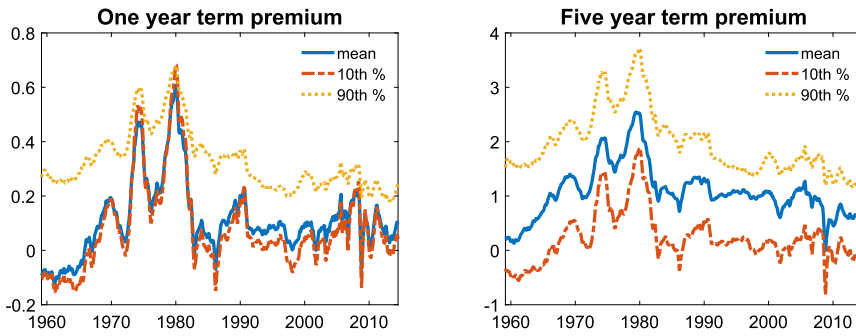 One year term premium
0.8
0.6
0.4
0.2
0
-0.2
1960 1970 1980 1990 2000 2010
mean
10th %
90th %
Five year term premium
4
3
2
1
0
-1
1960 1970 1980 1990 2000 2010
mean
10th %
90th %